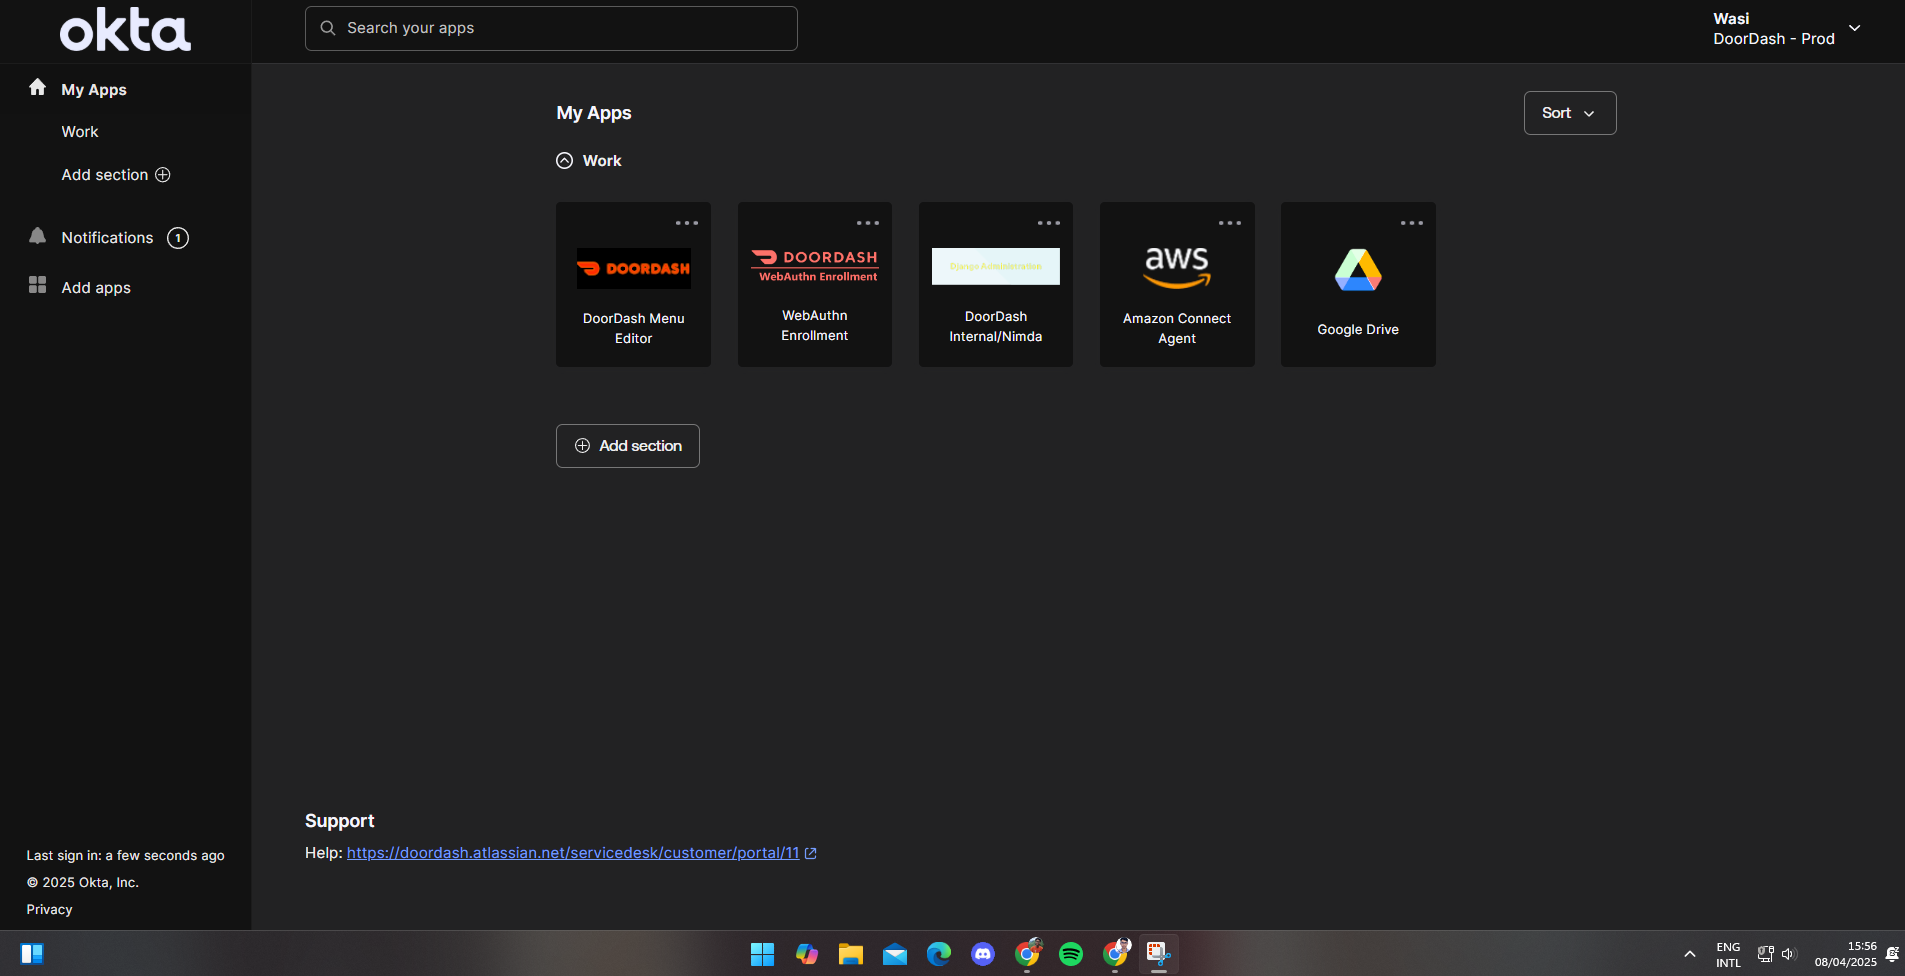 okta
Search your apps
Wasi
DoorDash - Prod
My Apps
Work
Add section
Notifications 1
Add apps
My Apps
Sort
Work
DOORDASH
DoorDash Menu
Editor
DOORDASH
WebAuthn Enrollment
WebAuthn
Enrollment
Django Administration
DoorDash
Internal/Nimda
aws
Amazon Connect
Agent
Google Drive
Add section
Support
Help: https://doordash.atlassian.net/servicedesk/customer/portal/11
Last sign in: a few seconds ago
© 2025 Okta, Inc.
Privacy
ENG
INTL
15:56
08/04/2025